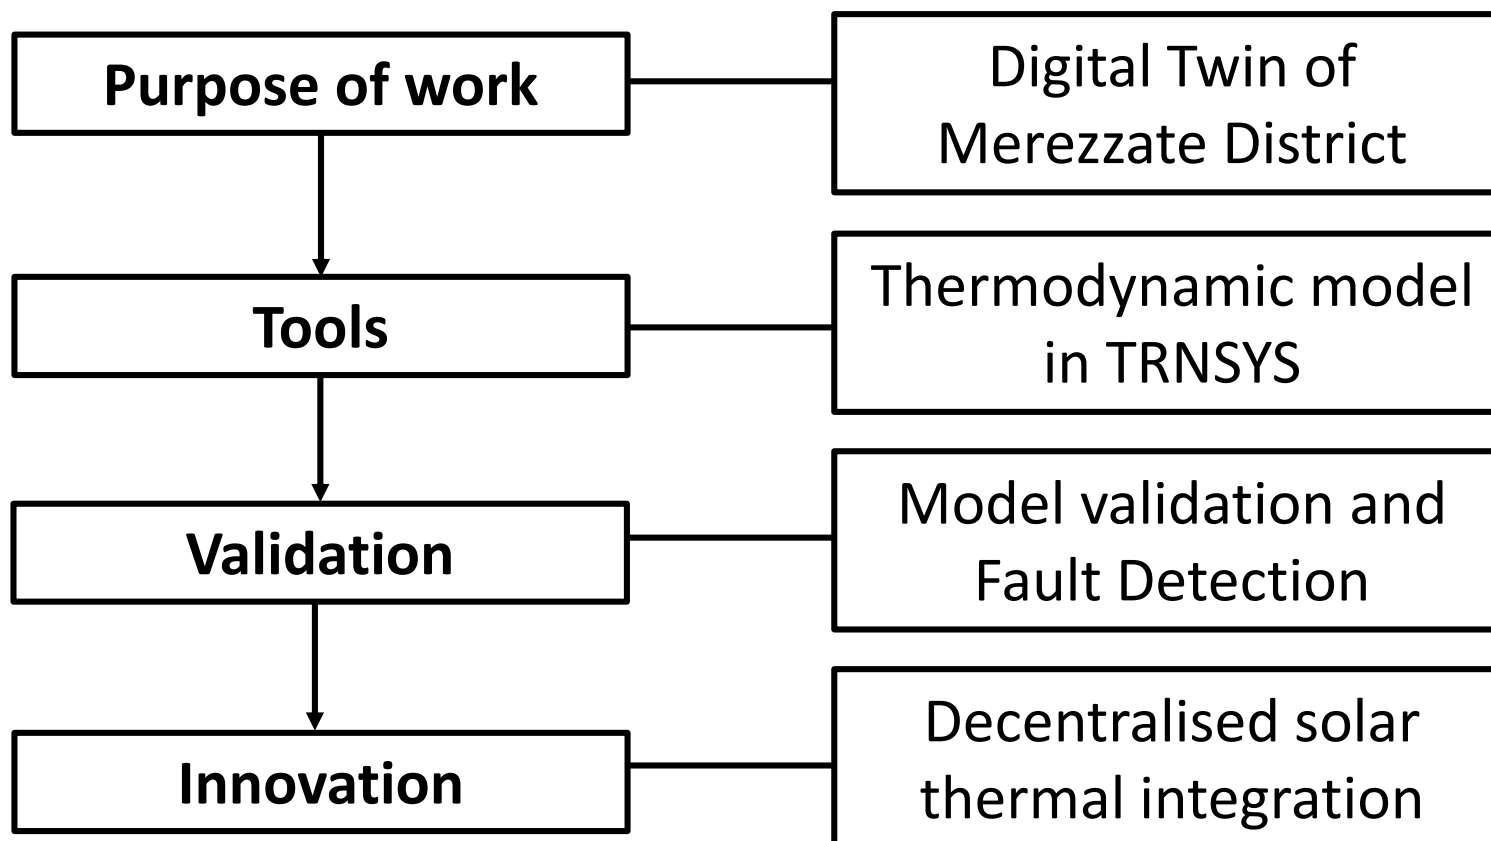 Purpose of work
Digital Twin of
Merezzate District
Tools
Thermodynamic model
in TRNSYS
Validation
Model validation and
Fault Detection
Innovation
Decentralised solar
thermal integration